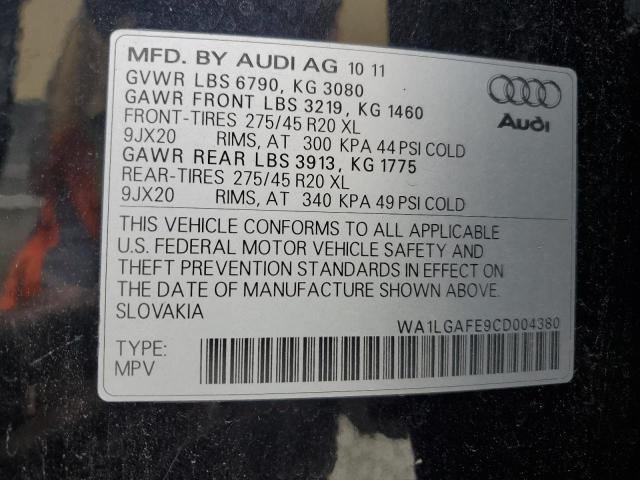 MFD. BY AUDI AG 10 11
GVWR LBS 6790, KG 3080
GAWR FRONT LBS 3219, KG 1460
FRONT-TIRES 275/45 R20 XL
9JX20 RIMS, AT 300 KPA 44 PSI COLD
GAWR REAR LBS 3913, KG 1775
REAR-TIRES 275/45 R20 XL
9JX20 RIMS, AT 340 KPA 49 PSI COLD
Audi
THIS VEHICLE CONFORMS TO ALL APPLICABLE
U.S. FEDERAL MOTOR VEHICLE SAFETY AND
THEFT PREVENTION STANDARDS IN EFFECT ON
THE DATE OF MANUFACTURE SHOWN ABOVE.
SLOVAKIA
WA1LGAFE9CD004380
TYPE:
MPV